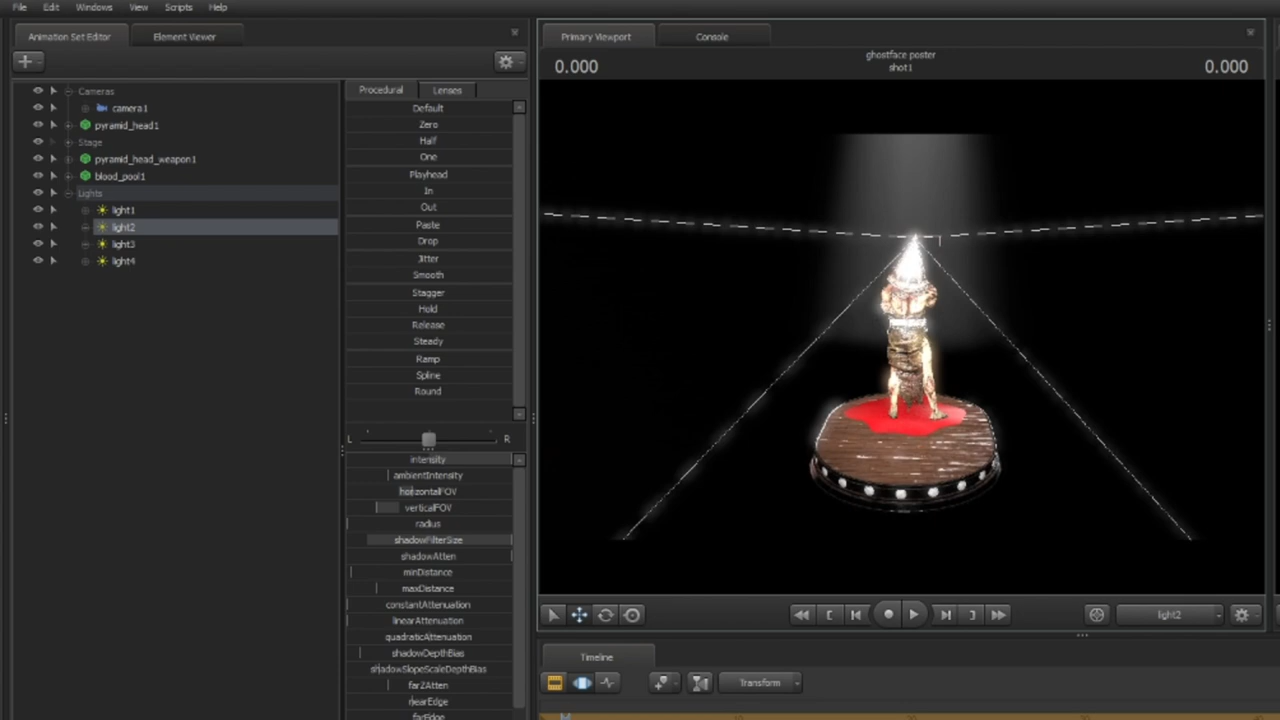 File Edit Windows View Scripts Help
Animation Set Editor Element Viewer
Cameras
camera1
pyramid_head1
Stage
pyramid_head_weapon1
blood_pool1
Lights
light1
light2
light3
light4
Procedural Lenses
Default
Zero
Half
One
Playhead
In
Out
Paste
Drop
Jitter
Smooth
Stagger
Hold
Release
Steady
Ramp
Spline
Round
L R
intensity
ambientIntensity
horizontalFOV
verticalFOV
radius
shadowFilterSize
shadowAtten
minDistance
maxDistance
constantAttenuation
linearAttenuation
quadraticAttenuation
shadowDepthBias
shadowSlopeScaleDepthBias
farZAtten
nearEdge
farEdge
Primary Viewport Console
0.000 ghostface poster 0.000
shot1
light2
Timeline
Transform